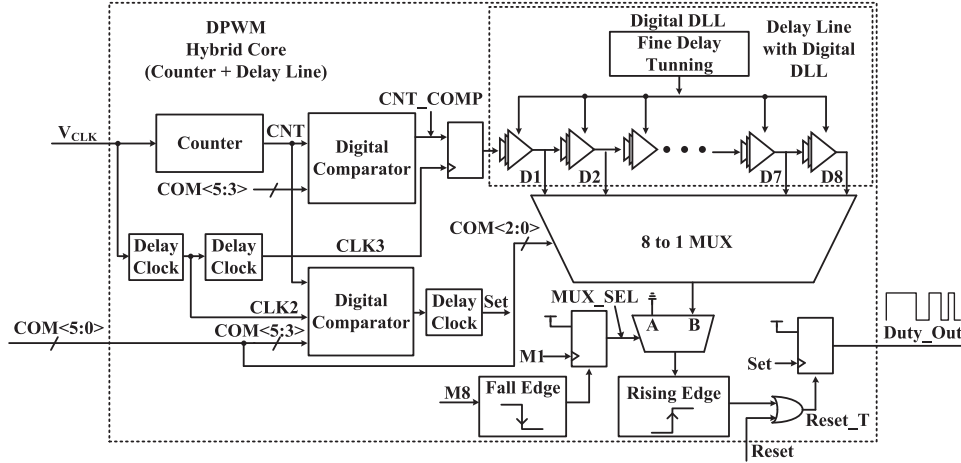 DPWM
Hybrid Core
(Counter + Delay Line)
Digital DLL
Fine Delay
Tunning
Delay Line
with Digital
DLL
CNT_COMP
VCLK
Counter
CNT
Digital
Comparator
COM<5:3>
D1
D2
D7
D8
Delay
Clock
Delay
Clock
CLK3
COM<2:0>
8 to 1 MUX
CLK2
COM<5:3>
Digital
Comparator
Delay
Clock
Set
MUX_SEL
A
B
COM<5:0>
M1
M8
Fall Edge
Rising Edge
Set
Duty_Out
Reset_T
Reset